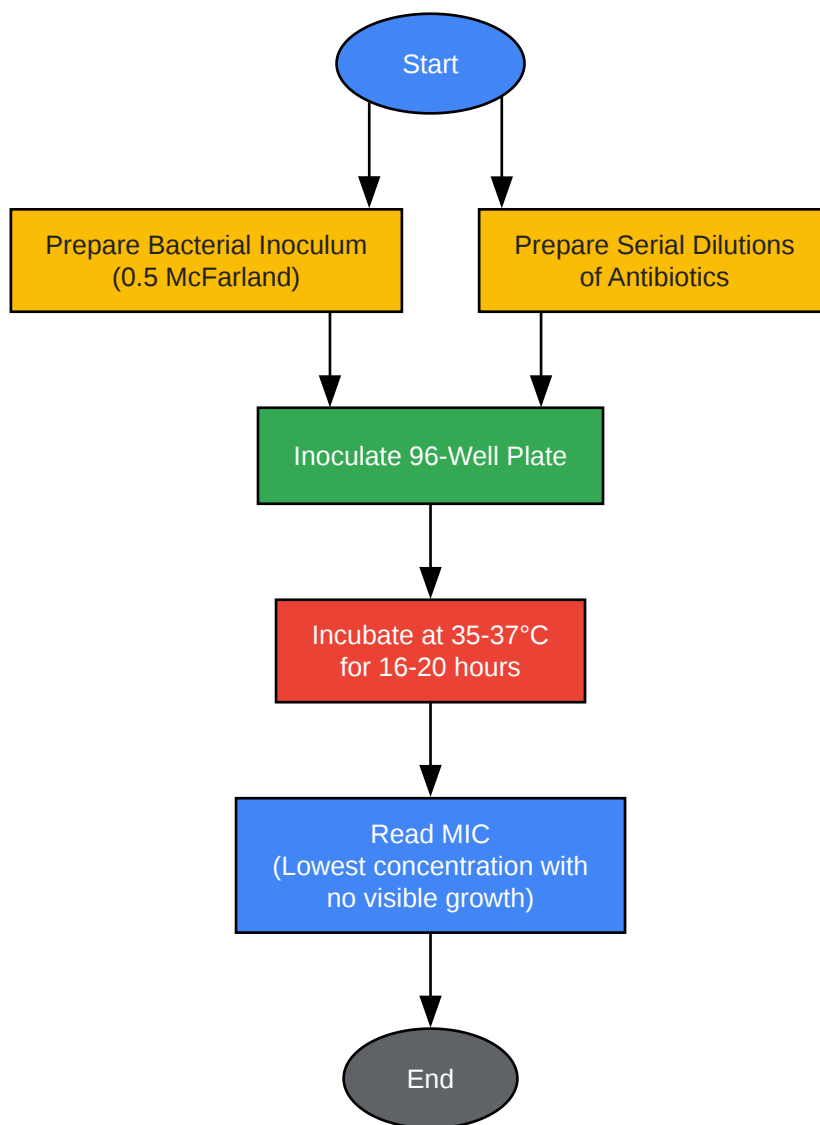 Start
Prepare Bacterial Inoculum
(0.5 McFarland)
Prepare Serial Dilutions
of Antibiotics
Inoculate 96-Well Plate
Incubate at 35-37°C
for 16-20 hours
Read MIC
(Lowest concentration with
no visible growth)
End